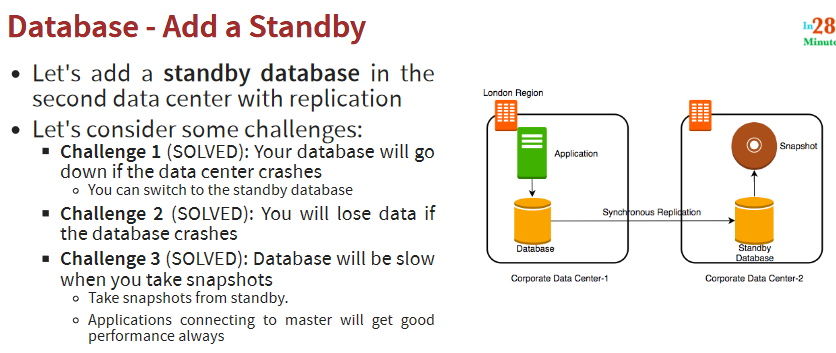 Database - Add a Standby
In28
Minute
Let's add a standby database in the
second data center with replication
Let's consider some challenges:
Challenge 1 (SOLVED): Your database will go
down if the data center crashes
You can switch to the standby database
Challenge 2 (SOLVED): You will lose data if
the database crashes
Challenge 3 (SOLVED): Database will be slow
when you take snapshots
Take snapshots from standby.
Applications connecting to master will get good
performance always
London Region
Application
Snapshot
Synchronous Replication
Database
Standby
Database
Corporate Data Center-1
Corporate Data Center-2